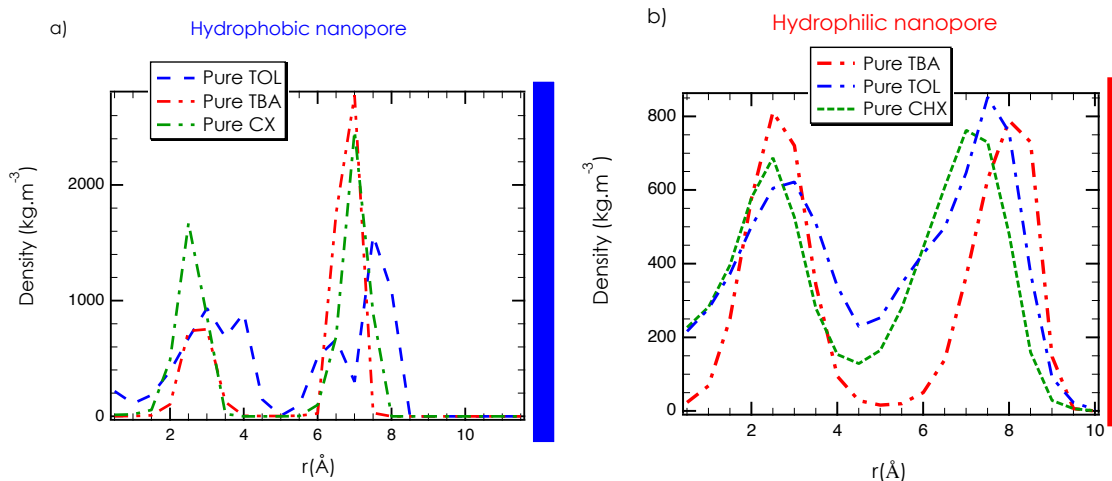 a)
Hydrophobic nanopore
Pure TOL
Pure TBA
Pure CX
Density (kg.m-3)
2000
1000
0
2 4 6 8 10
r(Å)
b)
Hydrophilic nanopore
Pure TBA
Pure TOL
Pure CHX
Density (kg.m-3)
800
600
400
200
0
2 4 6 8 10
r(Å)